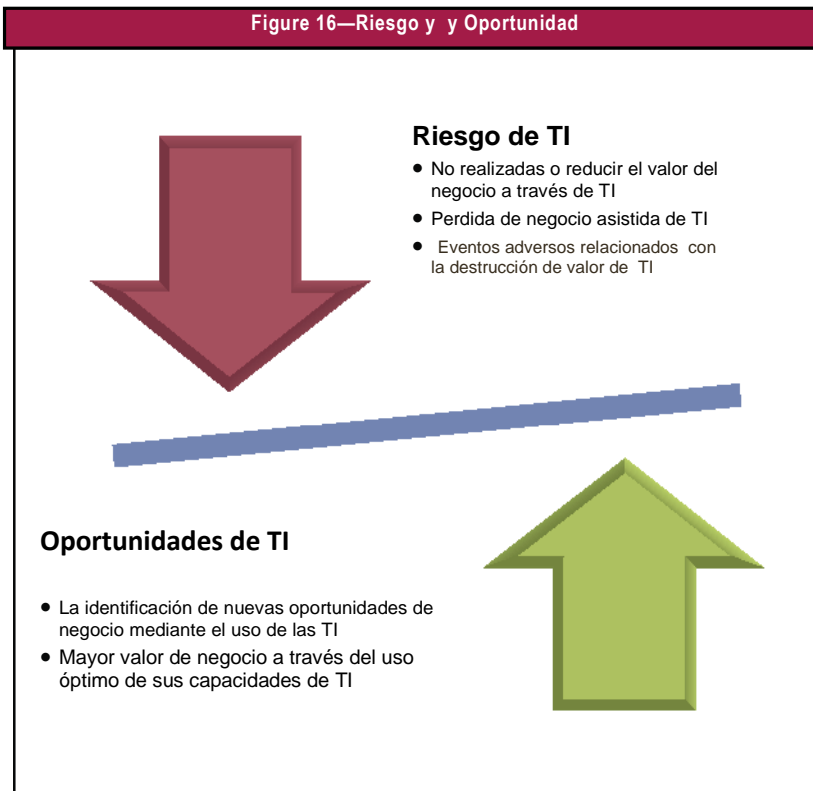 Figure 16—Riesgo y y Oportunidad
Riesgo de TI
• No realizadas o reducir el valor del
negocio a través de TI
• Perdida de negocio asistida de TI
• Eventos adversos relacionados con
la destrucción de valor de TI
Oportunidades de TI
• La identificación de nuevas oportunidades de
negocio mediante el uso de las TI
• Mayor valor de negocio a través del uso
óptimo de sus capacidades de TI